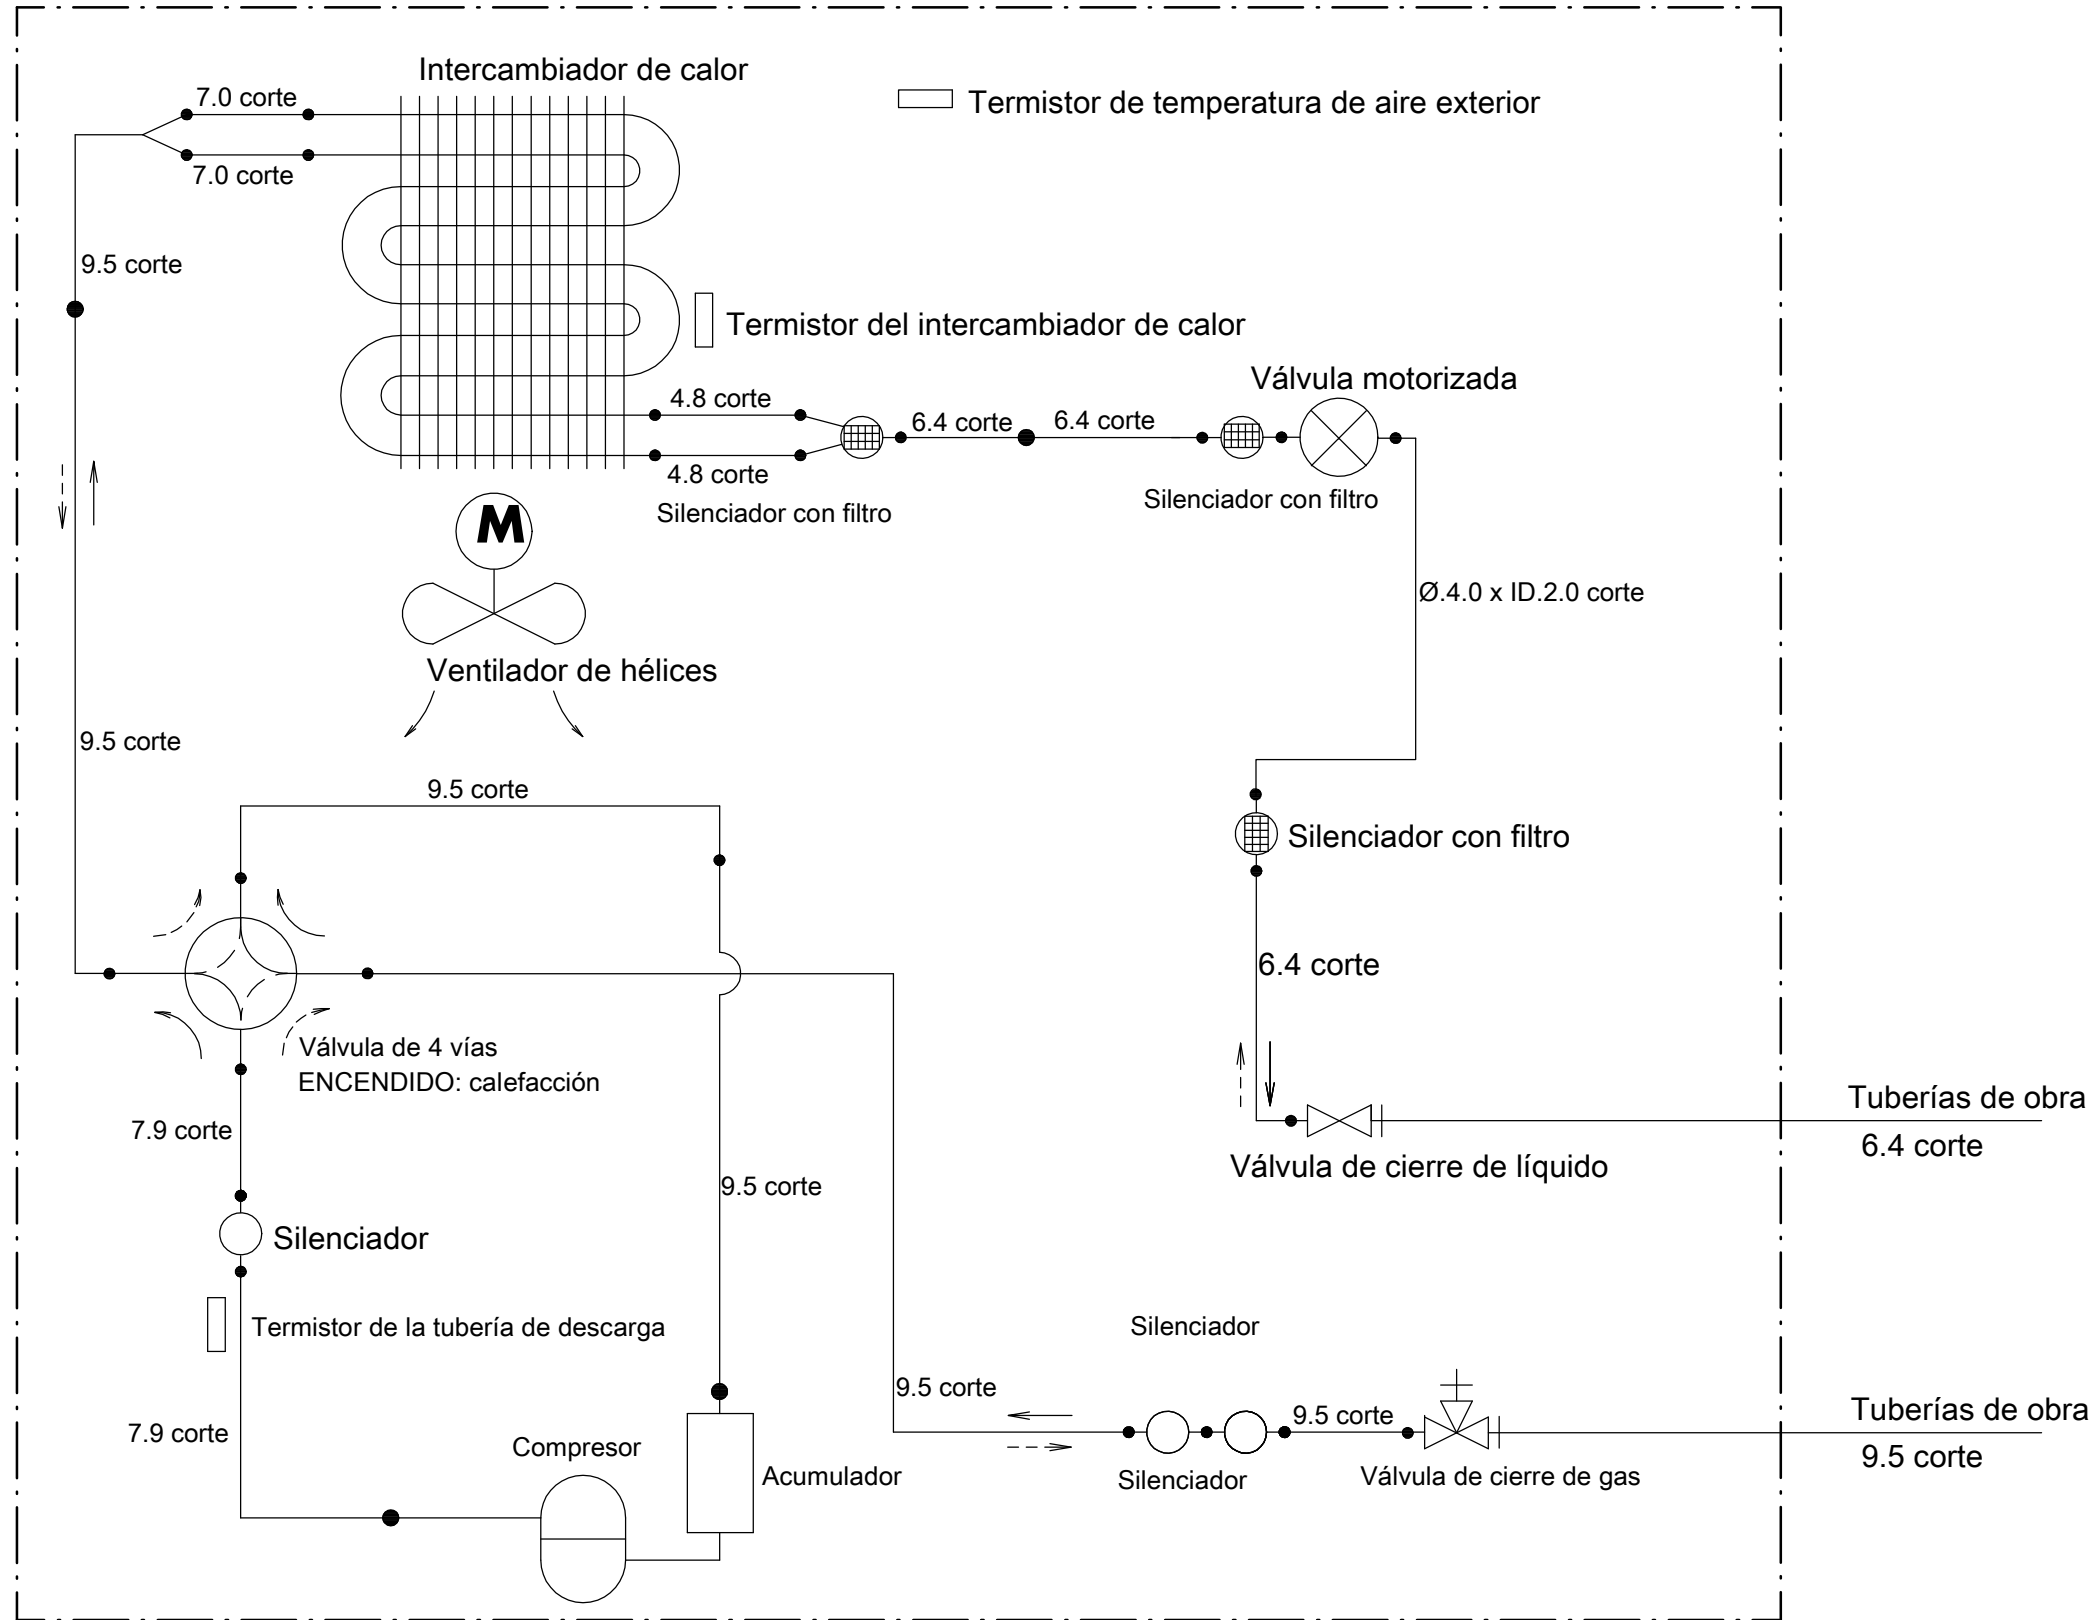 Intercambiador de calor
7.0 corte
Termistor de temperatura de aire exterior
7.0 corte
9.5 corte
Termistor del intercambiador de calor
Válvula motorizada
4.8 corte
6.4 corte
6.4 corte
4.8 corte
Silenciador con filtro
Silenciador con filtro
M
Ø.4.0 x ID.2.0 corte
Ventilador de hélices
9.5 corte
9.5 corte
Silenciador con filtro
6.4 corte
Válvula de 4 vías
ENCENDIDO: calefacción
7.9 corte
Tuberías de obra
6.4 corte
Válvula de cierre de líquido
9.5 corte
Silenciador
Termistor de la tubería de descarga
Silenciador
9.5 corte
9.5 corte
Tuberías de obra
9.5 corte
7.9 corte
Compresor
Acumulador
Silenciador
Válvula de cierre de gas